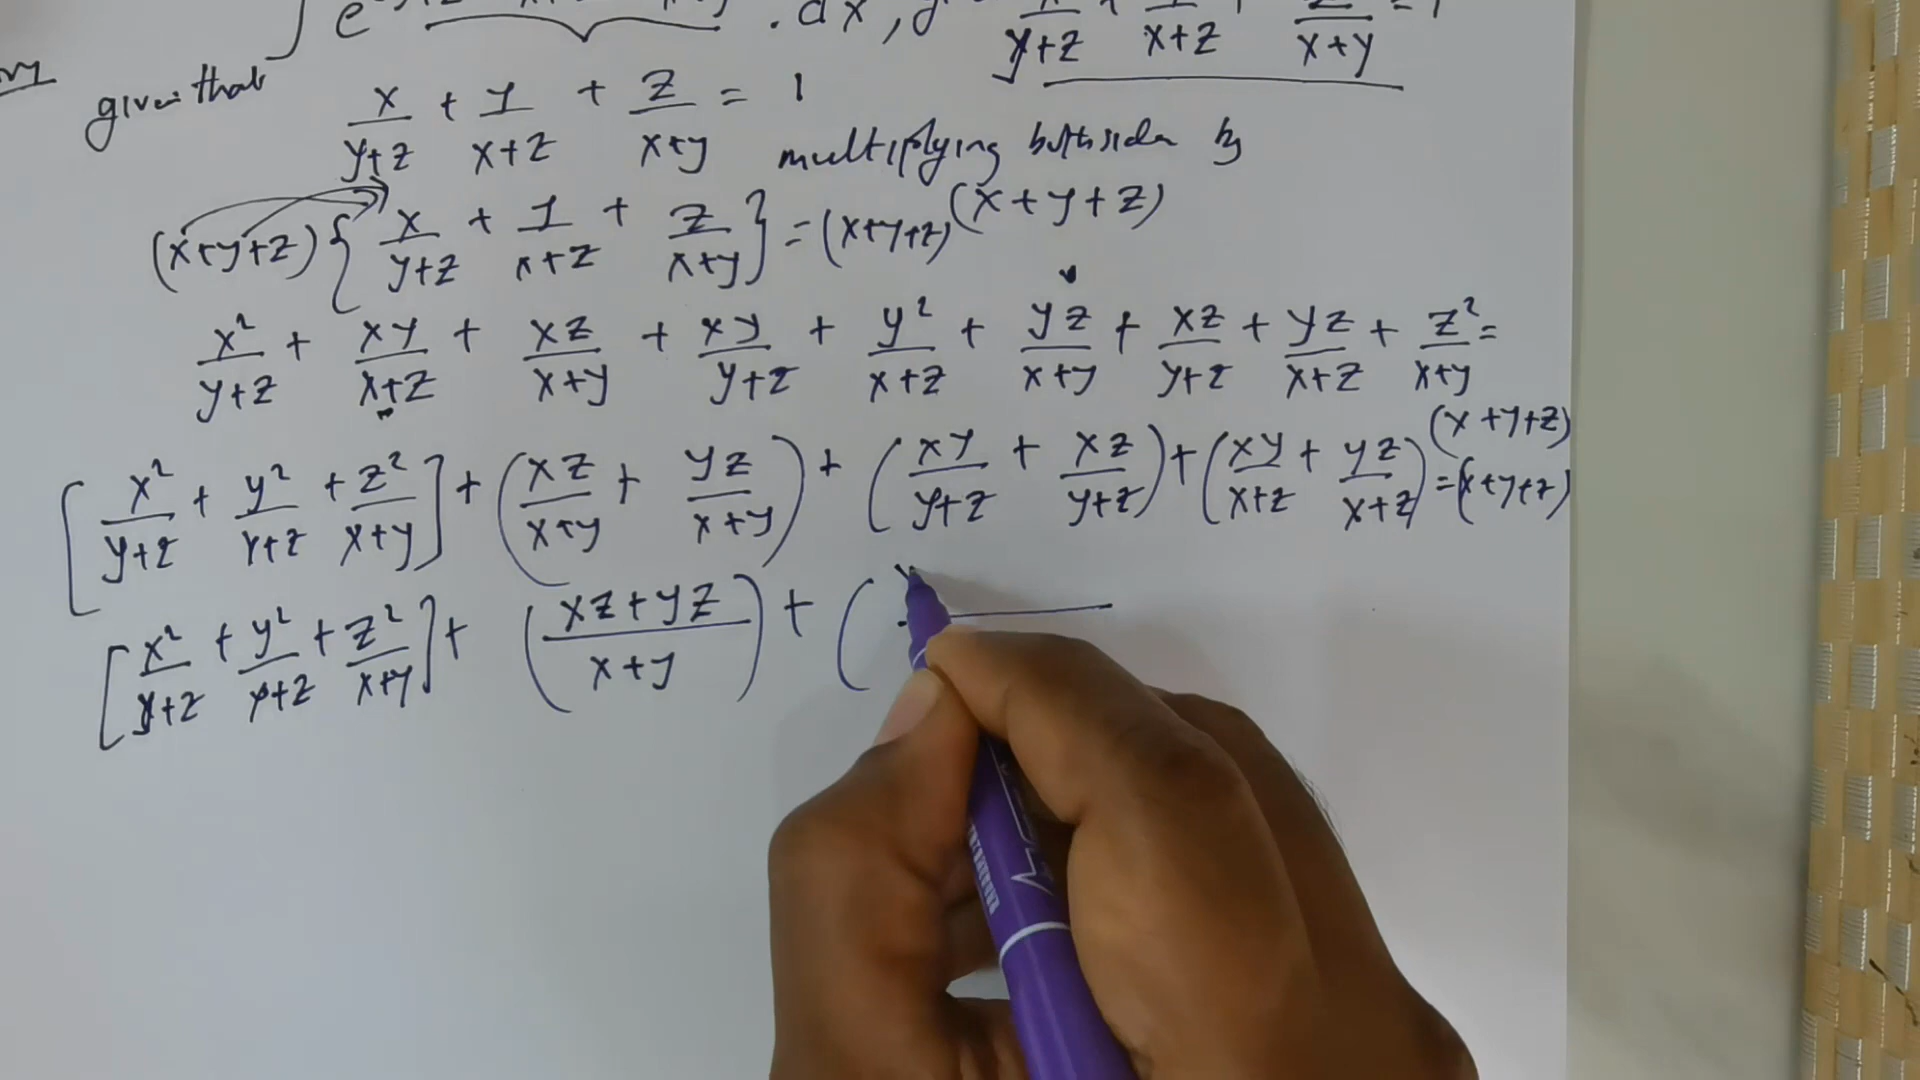 ∫ e . dx , y+z x+z x+y = 1
given that x/(y+z) + y/(x+z) + z/(x+y) = 1
multiplying both sides by (x+y+z)
(x+y+z) { x/(y+z) + y/(x+z) + z/(x+y) } = (x+y+z)
x²/(y+z) + xy/(x+z) + xz/(x+y) + xy/(y+z) + y²/(x+z) + yz/(x+y) + xz/(y+z) + yz/(x+z) + z²/(x+y) = (x+y+z)
[ x²/(y+z) + y²/(x+z) + z²/(x+y) ] + ( xz/(x+y) + yz/(x+y) ) + ( xy/(y+z) + xz/(y+z) ) + ( xy/(x+z) + yz/(x+z) ) = (x+y+z)
[ x²/(y+z) + y²/(x+z) + z²/(x+y) ] + ( (xz+yz)/(x+y) ) + ( x